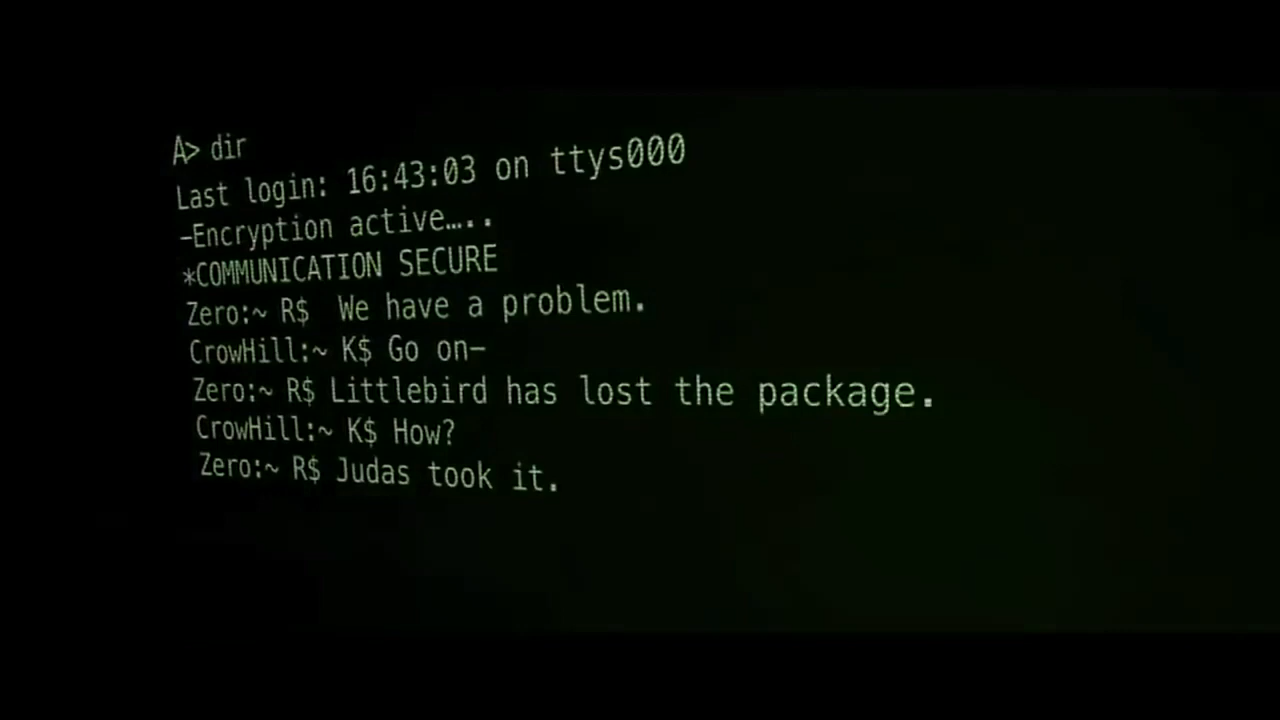 A> dir
Last login: 16:43:03 on ttys000
–Encryption active…..
*COMMUNICATION SECURE
Zero:~ R$  We have a problem.
CrowHill:~ K$ Go on–
Zero:~ R$ Littlebird has lost the package.
CrowHill:~ K$ How?
Zero:~ R$ Judas took it.